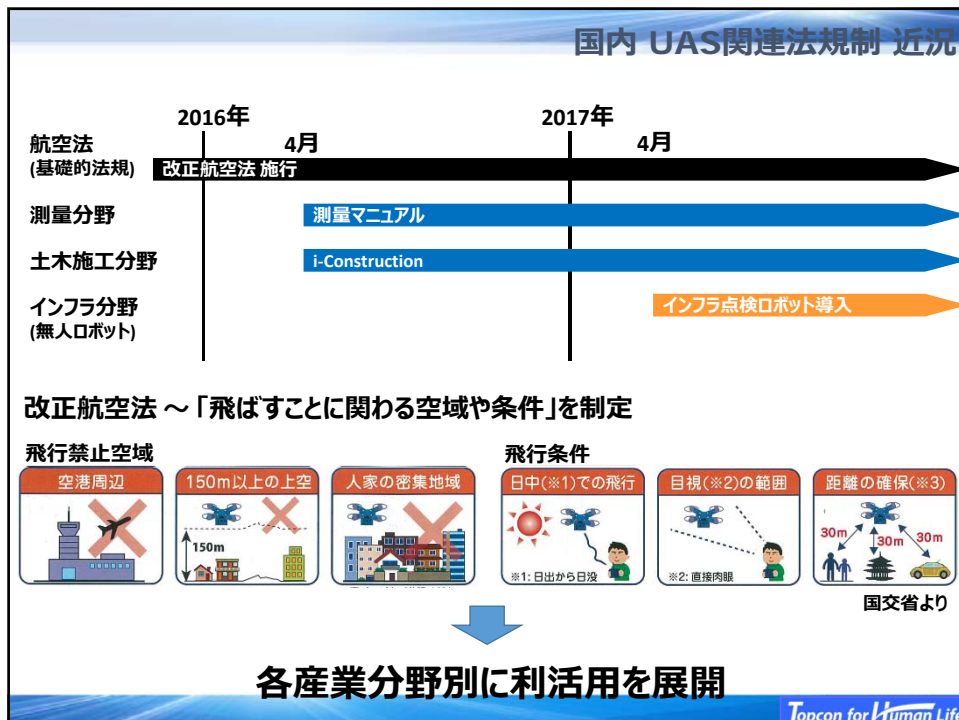 国内 UAS関連法規制 近況
2016年
2017年
4月
4月
航空法
(基礎的法規)
改正航空法 施行
測量分野
測量マニュアル
土木施工分野
i-Construction
インフラ分野
(無人ロボット)
インフラ点検ロボット導入
改正航空法 ～ 「飛ばすことに関わる空域や条件」を制定
飛行禁止空域
飛行条件
空港周辺
150m以上の上空
150m
人家の密集地域
日中(※1)での飛行
※1: 日出から日没
目視(※2)の範囲
※2: 直接肉眼
距離の確保(※3)
30m
30m
30m
国交省より
各産業分野別に利活用を展開
Topcon for Human Life